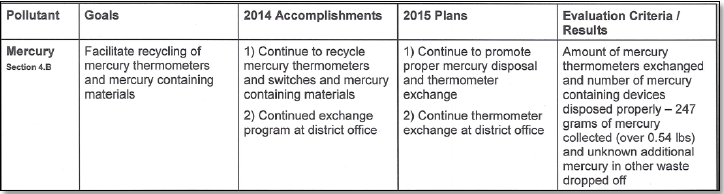 Pollutant
Goals
2014 Accomplishments
2015 Plans
Evaluation Criteria /
Results
Mercury
Section 4.B
Facilitate recycling of
mercury thermometers
and mercury containing
materials
1) Continue to recycle
mercury thermometers
and switches and mercury
containing materials
2) Continued exchange
program at district office
1) Continue to promote
proper mercury disposal
and thermometer
exchange
2) Continue thermometer
exchange at district office
Amount of mercury
thermometers exchanged
and number of mercury
containing devices
disposed properly – 247
grams of mercury
collected (over 0.54 lbs)
and unknown additional
mercury in other waste
dropped off